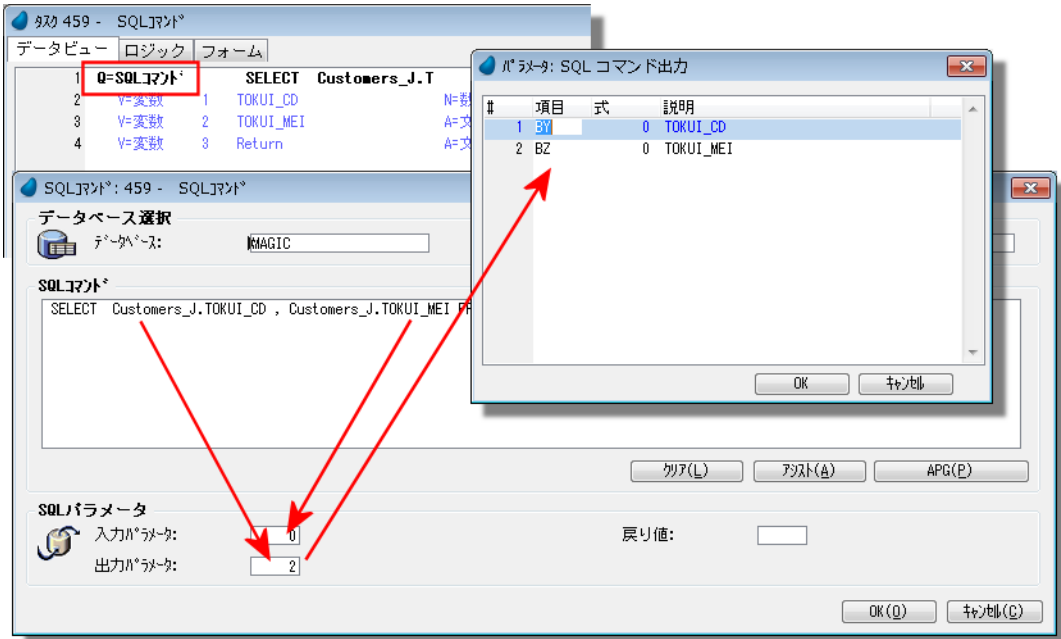 ﾀｽｸ 459 - SQLｺﾏﾝﾄﾞ
データビュー ロジック フォーム
1 Q=SQLｺﾏﾝﾄﾞ SELECT Customers_J.T
2 V=変数 1 TOKUI_CD N=数
3 V=変数 2 TOKUI_MEI A=文
4 V=変数 3 Return A=文
ﾊﾟﾗﾒｰﾀ: SQL コマンド出力
# 項目 式 説明
1 BY 0 TOKUI_CD
2 BZ 0 TOKUI_MEI
OK ｷｬﾝｾﾙ
SQLｺﾏﾝﾄﾞ: 459 - SQLｺﾏﾝﾄﾞ
データベース選択
ﾃﾞｰﾀﾍﾞｰｽ: MAGIC
SQLｺﾏﾝﾄﾞ
SELECT Customers_J.TOKUI_CD , Customers_J.TOKUI_MEI
ｸﾘｱ(L) ｱｼｽﾄ(A) APG(P)
SQLパラメータ
入力ﾊﾟﾗﾒｰﾀ: 0 戻り値:
出力ﾊﾟﾗﾒｰﾀ: 2
OK(O) ｷｬﾝｾﾙ(C)